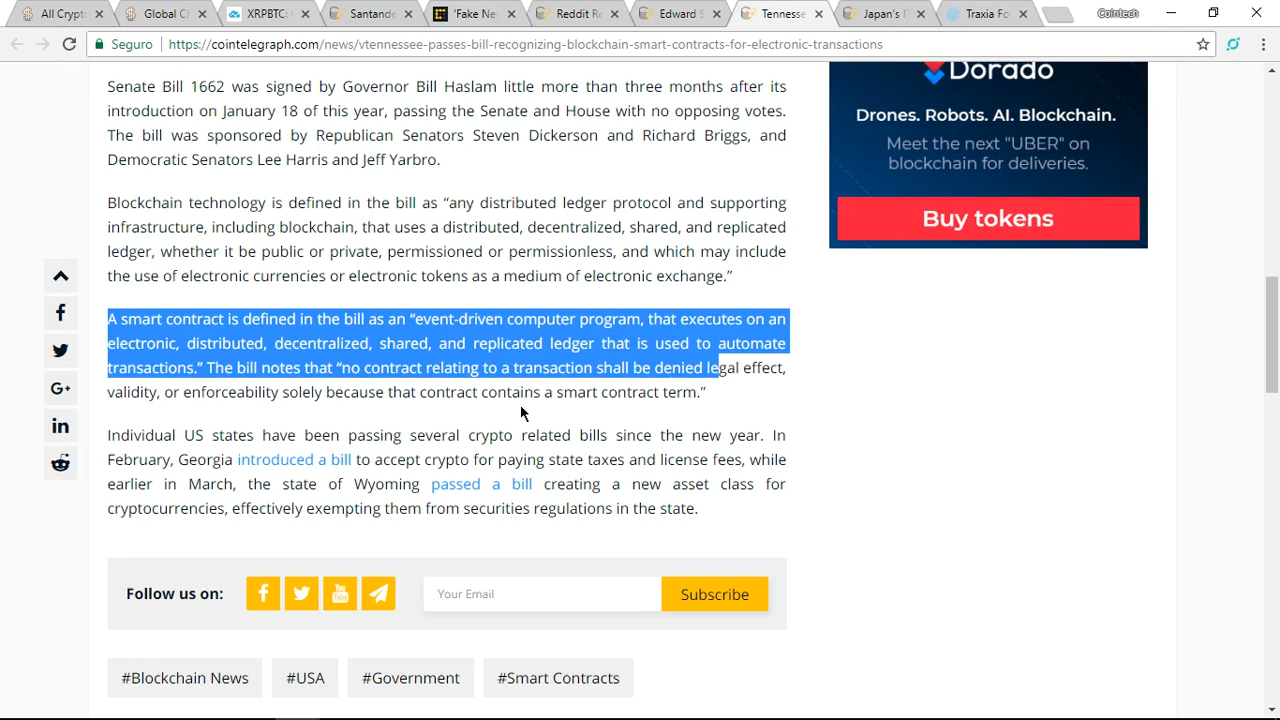 All Cryp
Global C
XRPBTC: 
Santande
'Fake Ne
Reddit R
Edward 
Tennesse
Japan's I
Traxia Fo
Cointech
Seguro
https://cointelegraph.com/news/vtennessee-passes-bill-recognizing-blockchain-smart-contracts-for-electronic-transactions
Senate Bill 1662 was signed by Governor Bill Haslam little more than three months after its
introduction on January 18 of this year, passing the Senate and House with no opposing votes.
The bill was sponsored by Republican Senators Steven Dickerson and Richard Briggs, and
Democratic Senators Lee Harris and Jeff Yarbro.
Blockchain technology is defined in the bill as “any distributed ledger protocol and supporting
infrastructure, including blockchain, that uses a distributed, decentralized, shared, and replicated
ledger, whether it be public or private, permissioned or permissionless, and which may include
the use of electronic currencies or electronic tokens as a medium of electronic exchange.”
A smart contract is defined in the bill as an “event-driven computer program, that executes on an
electronic, distributed, decentralized, shared, and replicated ledger that is used to automate
transactions.” The bill notes that “no contract relating to a transaction shall be denied legal effect,
validity, or enforceability solely because that contract contains a smart contract term.”
Individual US states have been passing several crypto related bills since the new year. In
February, Georgia introduced a bill to accept crypto for paying state taxes and license fees, while
earlier in March, the state of Wyoming passed a bill creating a new asset class for
cryptocurrencies, effectively exempting them from securities regulations in the state.
Dorado
Drones. Robots. AI. Blockchain.
Meet the next "UBER" on
blockchain for deliveries.
Buy tokens
Follow us on:
Your Email
Subscribe
#Blockchain News
#USA
#Government
#Smart Contracts